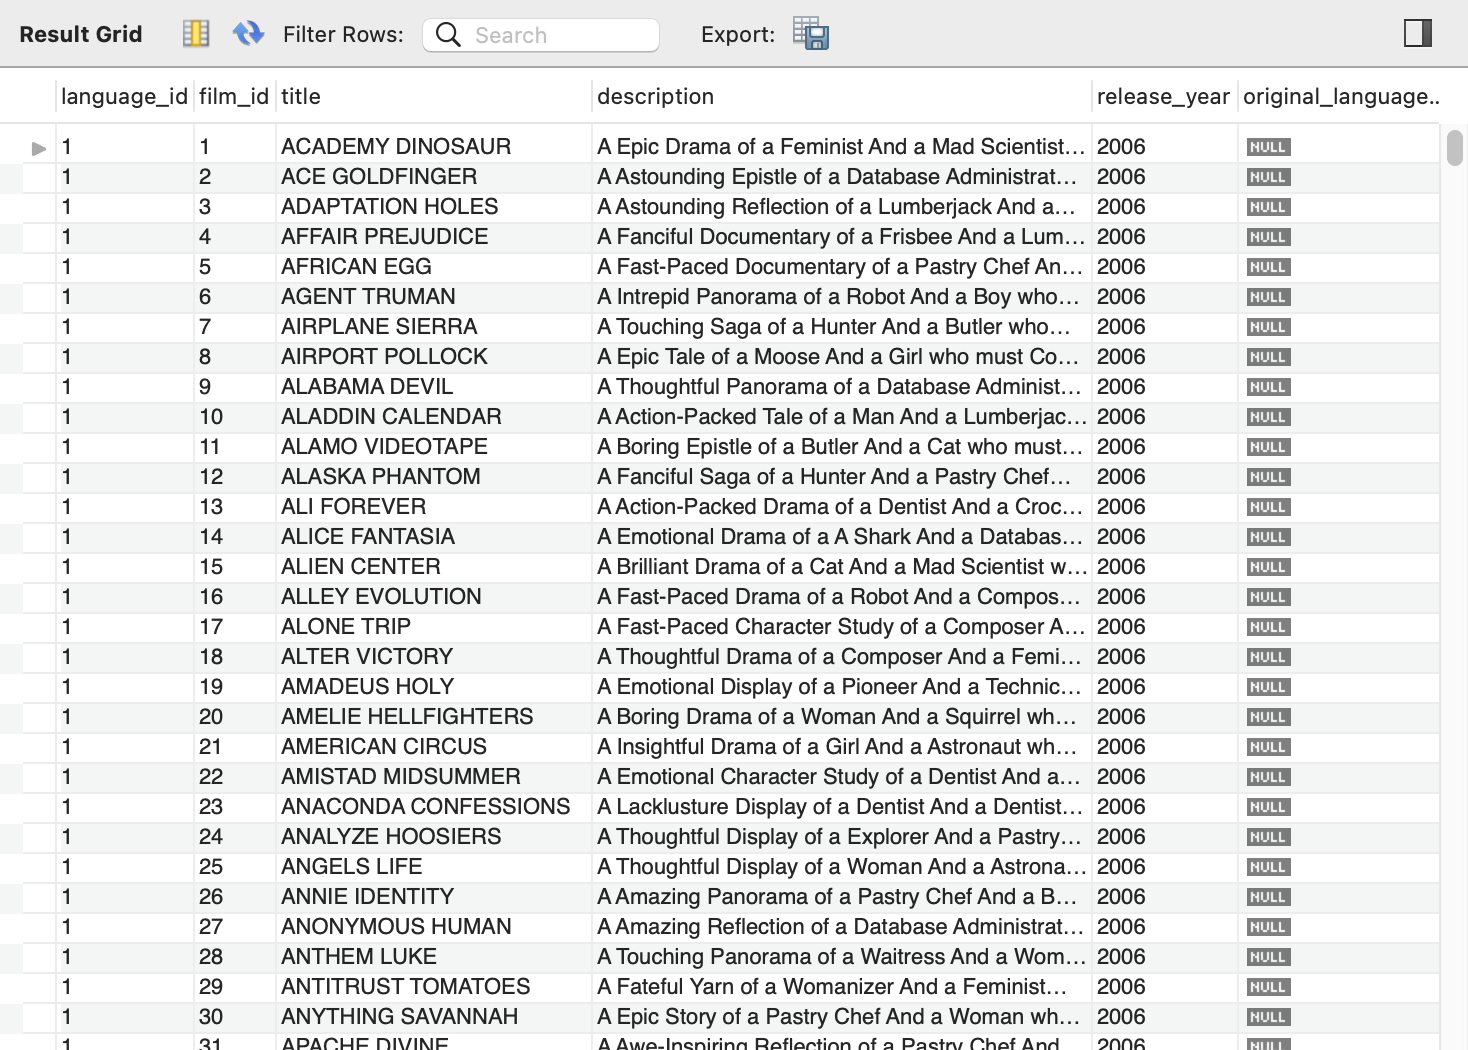 Result Grid Filter Rows: Search Export:
language_id film_id title description release_year original_language..
1 1 ACADEMY DINOSAUR A Epic Drama of a Feminist And a Mad Scientist... 2006 NULL
1 2 ACE GOLDFINGER A Astounding Epistle of a Database Administrat... 2006 NULL
1 3 ADAPTATION HOLES A Astounding Reflection of a Lumberjack And a... 2006 NULL
1 4 AFFAIR PREJUDICE A Fanciful Documentary of a Frisbee And a Lum... 2006 NULL
1 5 AFRICAN EGG A Fast-Paced Documentary of a Pastry Chef An... 2006 NULL
1 6 AGENT TRUMAN A Intrepid Panorama of a Robot And a Boy who... 2006 NULL
1 7 AIRPLANE SIERRA A Touching Saga of a Hunter And a Butler who... 2006 NULL
1 8 AIRPORT POLLOCK A Epic Tale of a Moose And a Girl who must Co... 2006 NULL
1 9 ALABAMA DEVIL A Thoughtful Panorama of a Database Administ... 2006 NULL
1 10 ALADDIN CALENDAR A Action-Packed Tale of a Man And a Lumberjac... 2006 NULL
1 11 ALAMO VIDEOTAPE A Boring Epistle of a Butler And a Cat who must... 2006 NULL
1 12 ALASKA PHANTOM A Fanciful Saga of a Hunter And a Pastry Chef... 2006 NULL
1 13 ALI FOREVER A Action-Packed Drama of a Dentist And a Croc... 2006 NULL
1 14 ALICE FANTASIA A Emotional Drama of a A Shark And a Databas... 2006 NULL
1 15 ALIEN CENTER A Brilliant Drama of a Cat And a Mad Scientist w... 2006 NULL
1 16 ALLEY EVOLUTION A Fast-Paced Drama of a Robot And a Compos... 2006 NULL
1 17 ALONE TRIP A Fast-Paced Character Study of a Composer A... 2006 NULL
1 18 ALTER VICTORY A Thoughtful Drama of a Composer And a Femi... 2006 NULL
1 19 AMADEUS HOLY A Emotional Display of a Pioneer And a Technic... 2006 NULL
1 20 AMELIE HELLFIGHTERS A Boring Drama of a Woman And a Squirrel wh... 2006 NULL
1 21 AMERICAN CIRCUS A Insightful Drama of a Girl And a Astronaut wh... 2006 NULL
1 22 AMISTAD MIDSUMMER A Emotional Character Study of a Dentist And a... 2006 NULL
1 23 ANACONDA CONFESSIONS A Lacklusture Display of a Dentist And a Dentist... 2006 NULL
1 24 ANALYZE HOOSIERS A Thoughtful Display of a Explorer And a Pastry... 2006 NULL
1 25 ANGELS LIFE A Thoughtful Display of a Woman And a Astrona... 2006 NULL
1 26 ANNIE IDENTITY A Amazing Panorama of a Pastry Chef And a B... 2006 NULL
1 27 ANONYMOUS HUMAN A Amazing Reflection of a Database Administrat... 2006 NULL
1 28 ANTHEM LUKE A Touching Panorama of a Waitress And a Wom... 2006 NULL
1 29 ANTITRUST TOMATOES A Fateful Yarn of a Womanizer And a Feminist... 2006 NULL
1 30 ANYTHING SAVANNAH A Epic Story of a Pastry Chef And a Woman wh... 2006 NULL
1 31 APACHE DIVINE A Awe-Inspiring Reflection of a Pastry Chef And... 2006 NULL